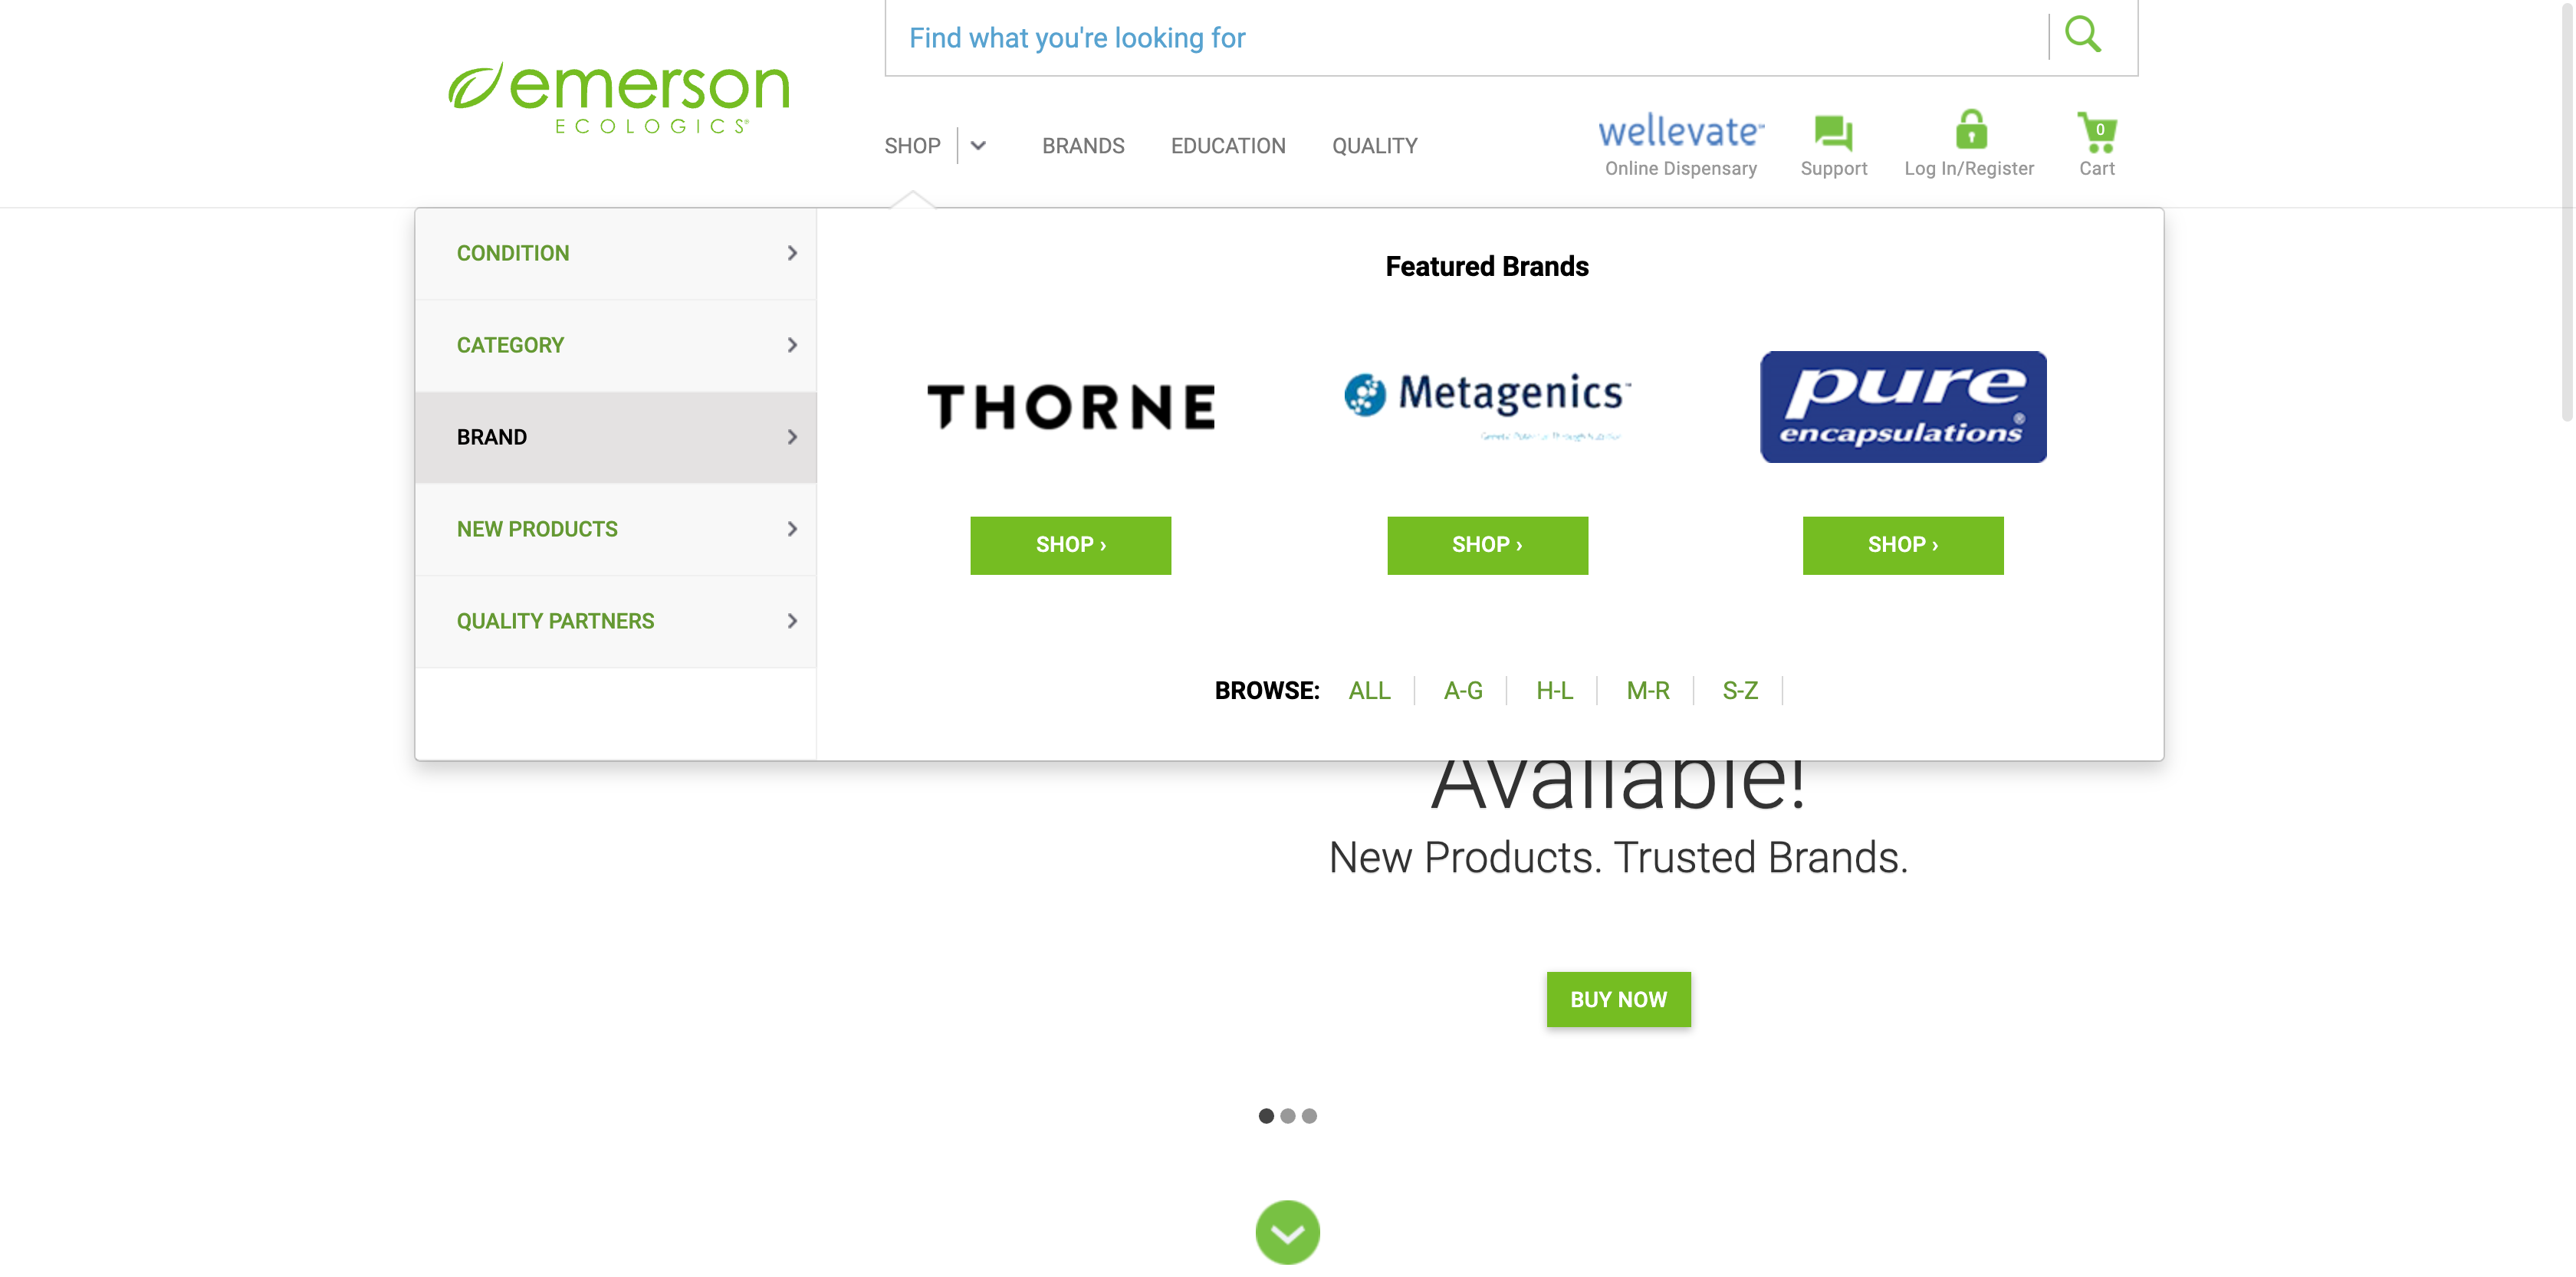 Find what you're looking for
emerson
ECOLOGICS®
SHOP
BRANDS
EDUCATION
QUALITY
wellevate
Online Dispensary
Support
Log In/Register
0
Cart
CONDITION
CATEGORY
BRAND
NEW PRODUCTS
QUALITY PARTNERS
Featured Brands
THORNE
Metagenics
pure
encapsulations®
SHOP ›
SHOP ›
SHOP ›
BROWSE: ALL A-G H-L M-R S-Z
Available!
New Products. Trusted Brands.
BUY NOW